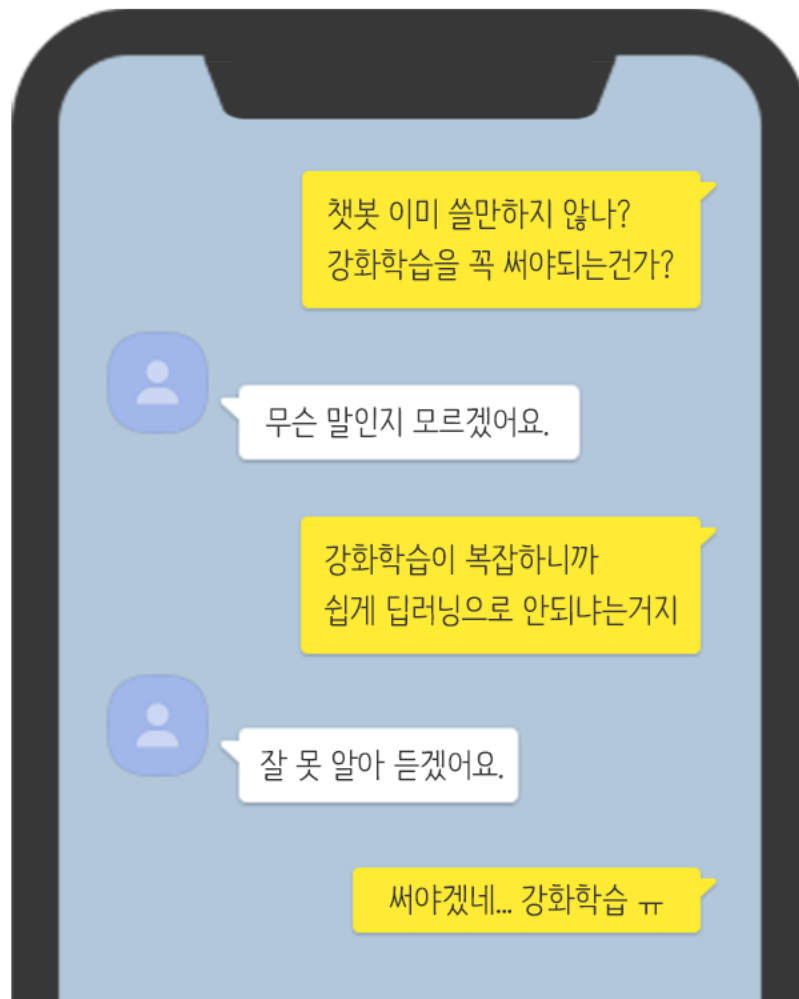 챗봇 이미 쓸만하지 않나?
강화학습을 꼭 써야되는건가?
무슨 말인지 모르겠어요.
강화학습이 복잡하니까
쉽게 딥러닝으로 안되냐는거지
잘 못 알아 듣겠어요.
써야겠네... 강화학습 ㅠ